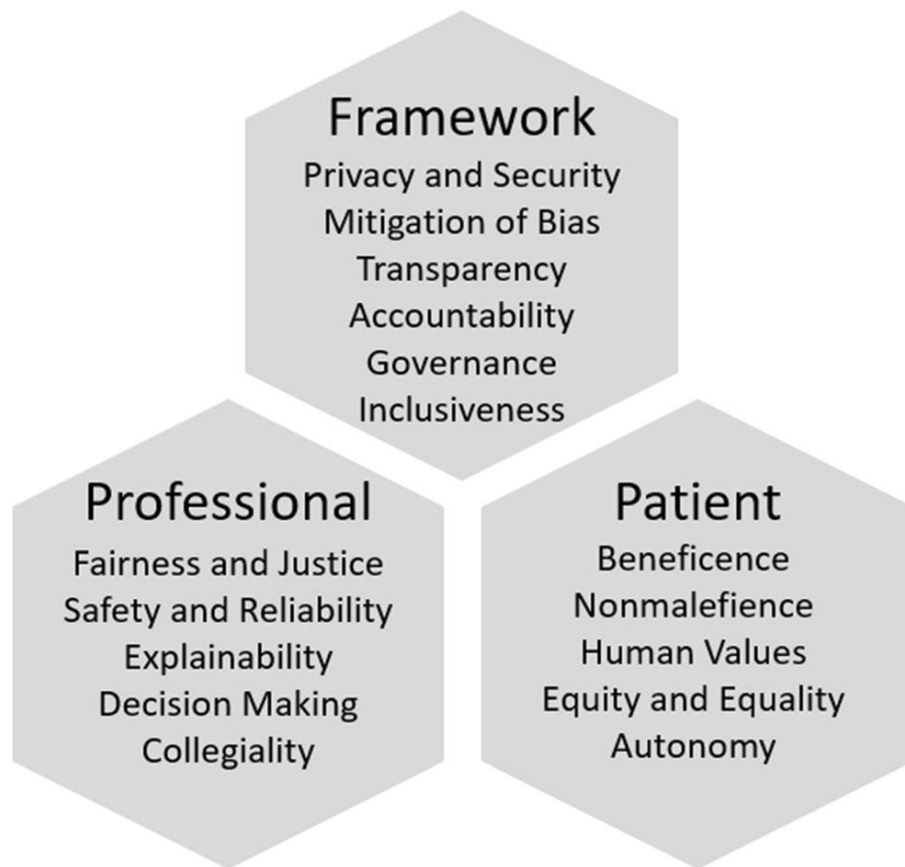 Framework
Privacy and Security
Mitigation of Bias
Transparency
Accountability
Governance
Inclusiveness
Professional
Fairness and Justice
Safety and Reliability
Explainability
Decision Making
Collegiality
Patient
Beneficence
Nonmalefience
Human Values
Equity and Equality
Autonomy